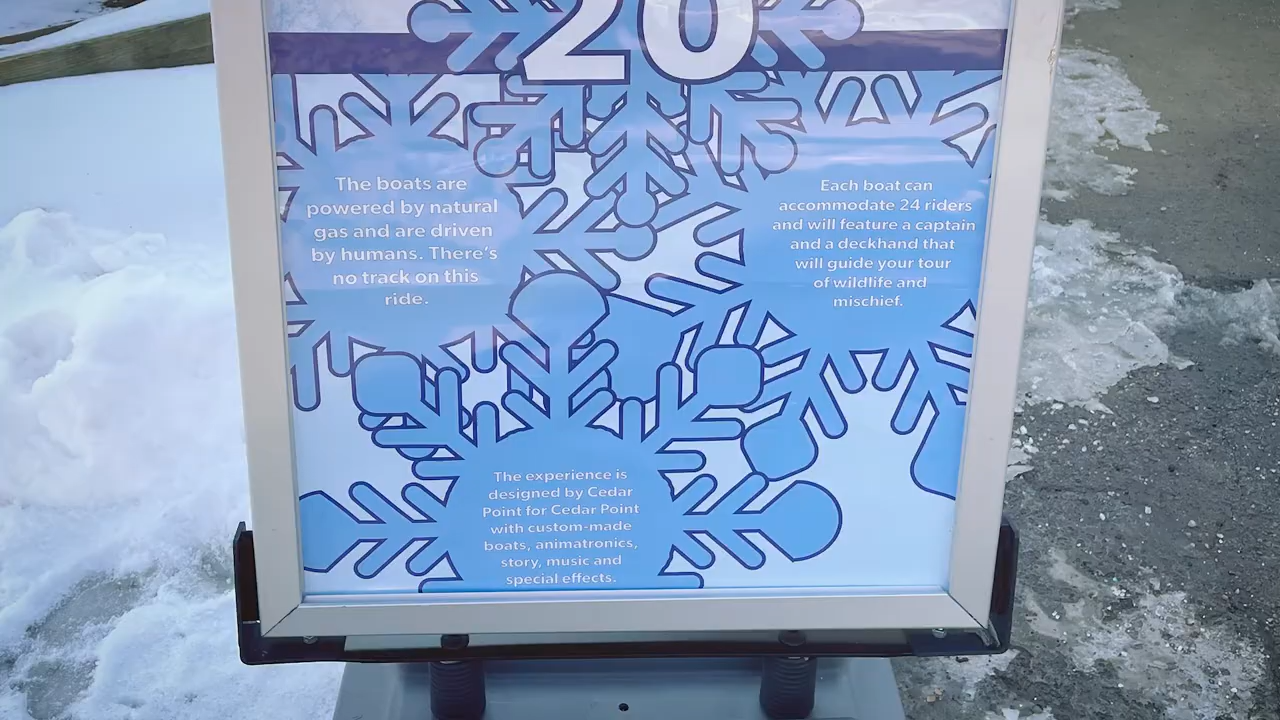 20
The boats are
powered by natural
gas and are driven
by humans. There's
no track on this
ride.
Each boat can
accommodate 24 riders
and will feature a captain
and a deckhand that
will guide your tour
of wildlife and
mischief.
The experience is
designed by Cedar
Point for Cedar Point
with custom-made
boats, animatronics,
story, music and
special effects.